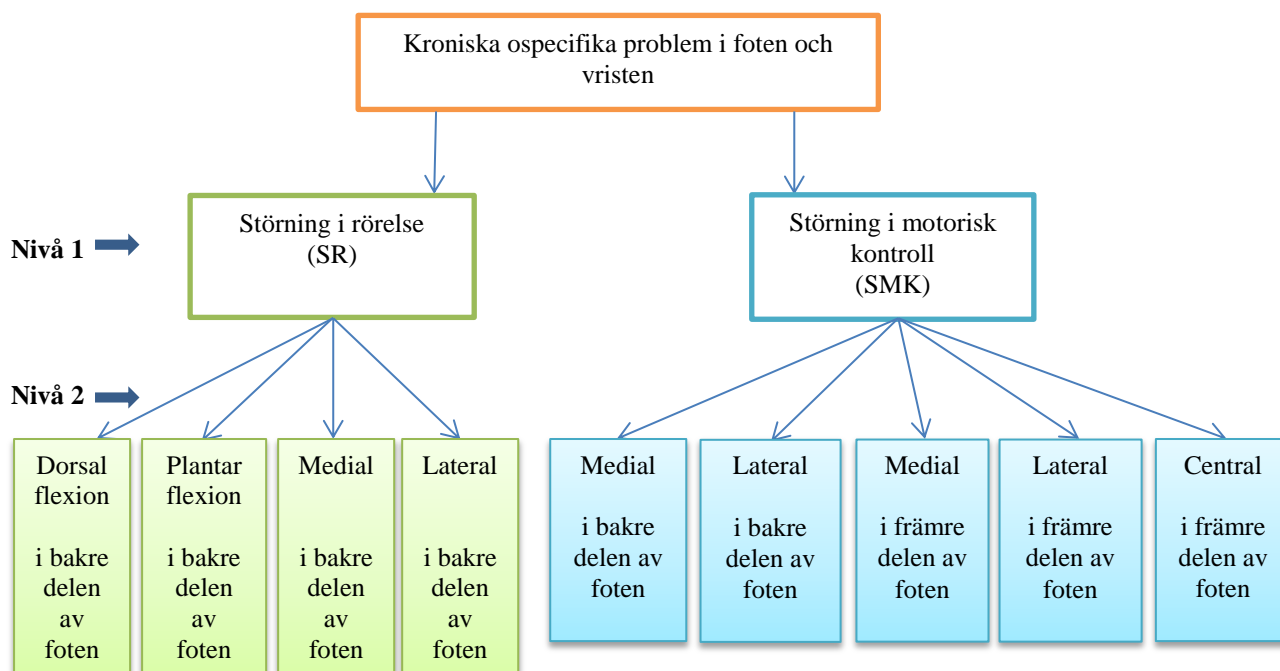 Kroniska ospecifika problem i foten och
vristen
Nivå 1
Störning i rörelse
(SR)
Störning i motorisk
kontroll
(SMK)
Nivå 2
Dorsal
flexion
i bakre
delen
av
foten
Plantar
flexion
i bakre
delen
av
foten
Medial
i bakre
delen
av
foten
Lateral
i bakre
delen
av
foten
Medial
i bakre
delen av
foten
Lateral
i bakre
delen av
foten
Medial
i främre
delen av
foten
Lateral
i främre
delen av
foten
Central
i främre
delen av
foten